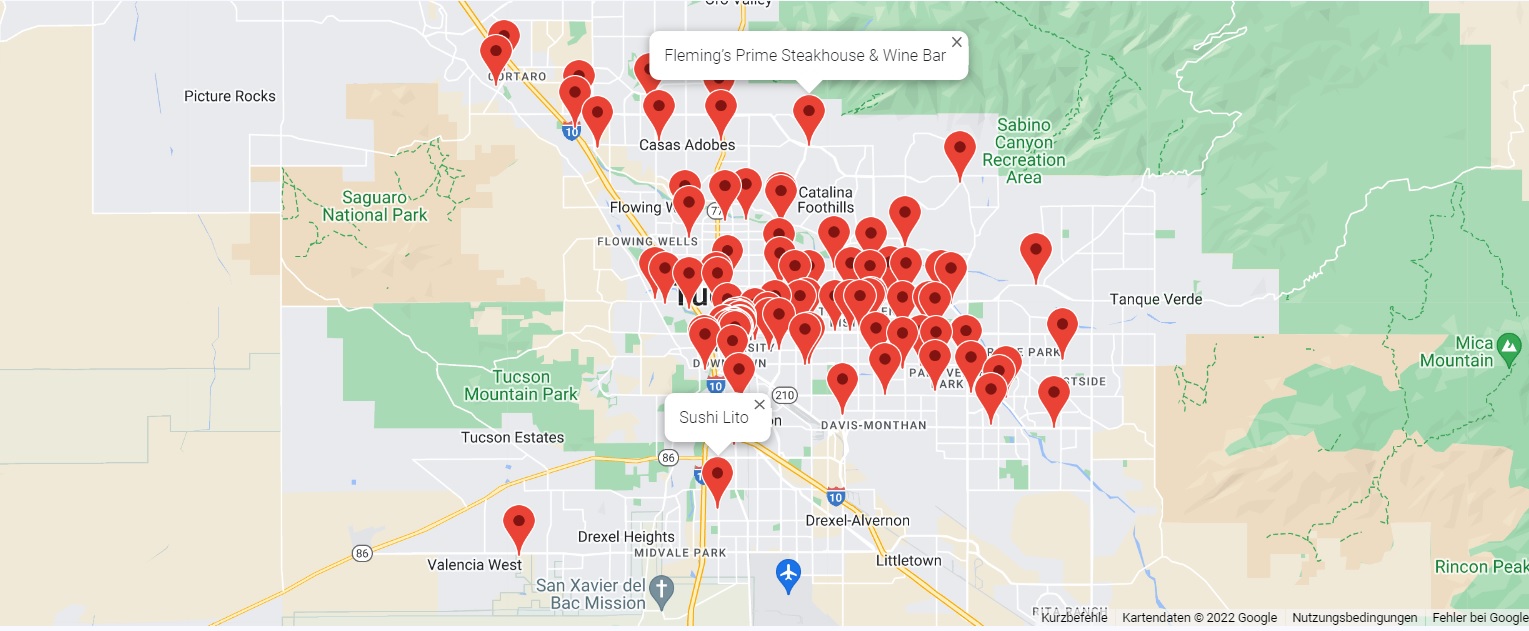 Oro Valley
Fleming's Prime Steakhouse & Wine Bar
CORTARO
Picture Rocks
10
Casas Adobes
Sabino
Canyon
Recreation
Area
Saguaro
National Park
Catalina
Foothills
Flowing W
77
FLOWING WELLS
Tu
Tanque Verde
Mica
Mountain
Tucson
Mountain Park
10
210
Sushi Lito
DAVIS-MONTHAN
Tucson Estates
86
10
Drexel-Alvernon
Drexel Heights
MIDVALE PARK
86
Valencia West
Littletown
San Xavier del
Bac Mission
Rincon Peak
RITA RANCH
Kurzbefehle Kartendaten © 2022 Google Nutzungsbedingungen Fehler bei Google